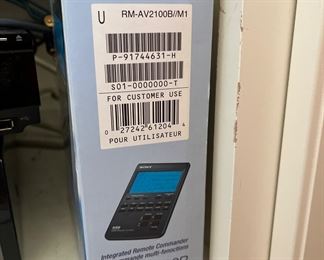 U RM-AV2100B//M1
P-91744631-H
S01-0000000-T
FOR CUSTOMER USE
0 27242 61204 4
POUR UTILISATEUR
SONY
Integrated Remote Commander